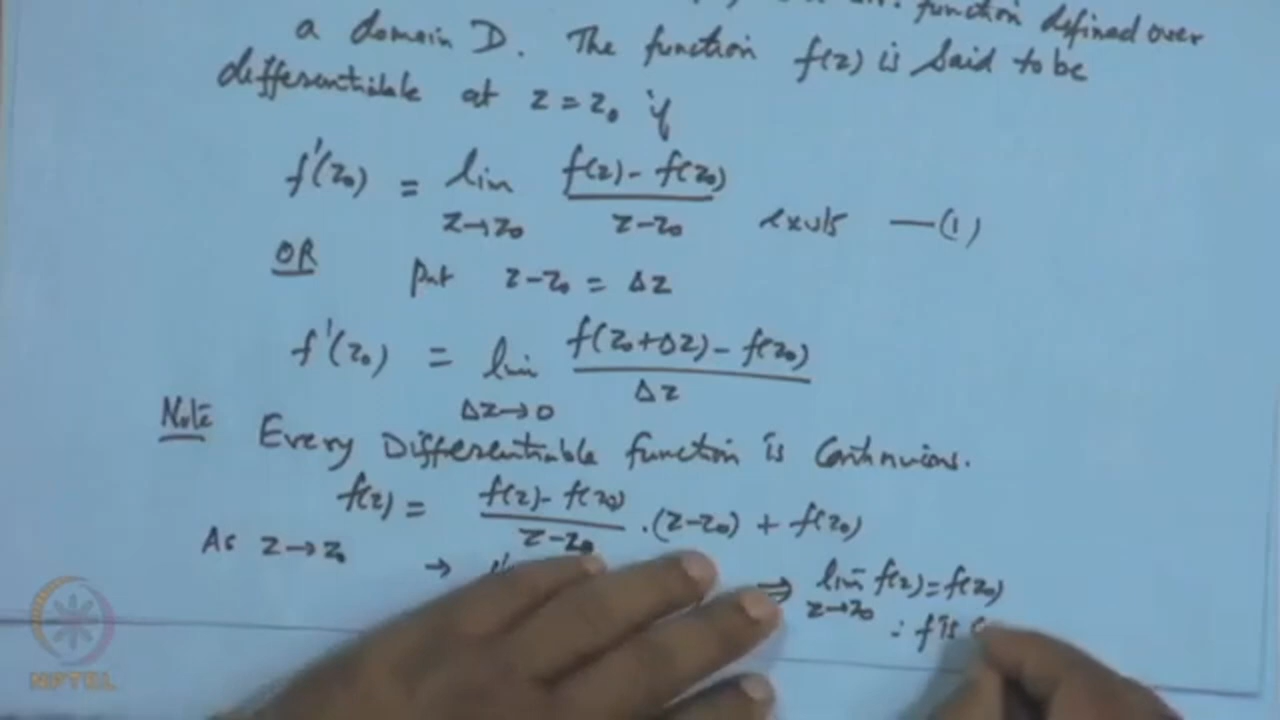 function defined over
a domain D. The function f(z) is said to be
differentiable at z = z₀ if
f'(z₀) = lim z→z₀ f(z) - f(z₀) / z-z₀ exists —(1)
OR put z-z₀ = Δz
f'(z₀) = lim Δz→0 f(z₀+Δz) - f(z₀) / Δz
Note Every Differentiable function is Continuous.
f(z) = f(z)- f(z₀) / z-z₀ .(z-z₀) + f(z₀)
As z→z₀ → ⇒ lim z→z₀ f(z) = f(z₀)
∴ f is
NPTEL